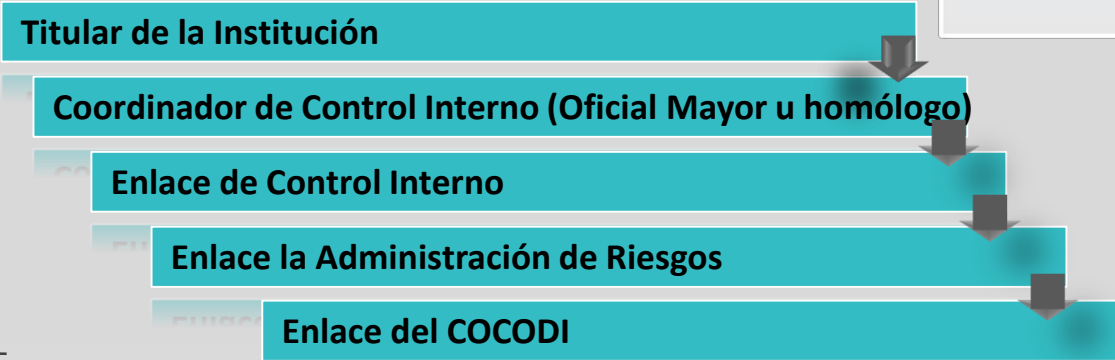 Titular de la Institución
Coordinador de Control Interno (Oficial Mayor u homólogo)
Enlace de Control Interno
Enlace la Administración de Riesgos
Enlace del COCODI